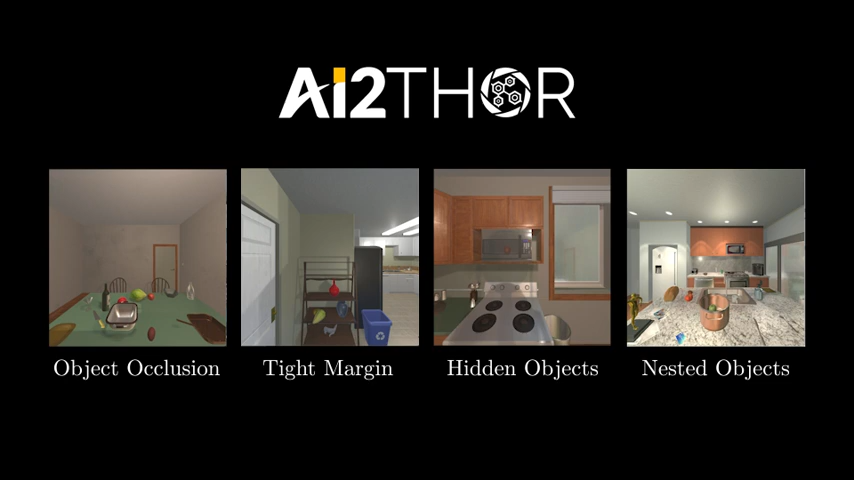 Ai2THOR
Object Occlusion
Tight Margin
Hidden Objects
Nested Objects